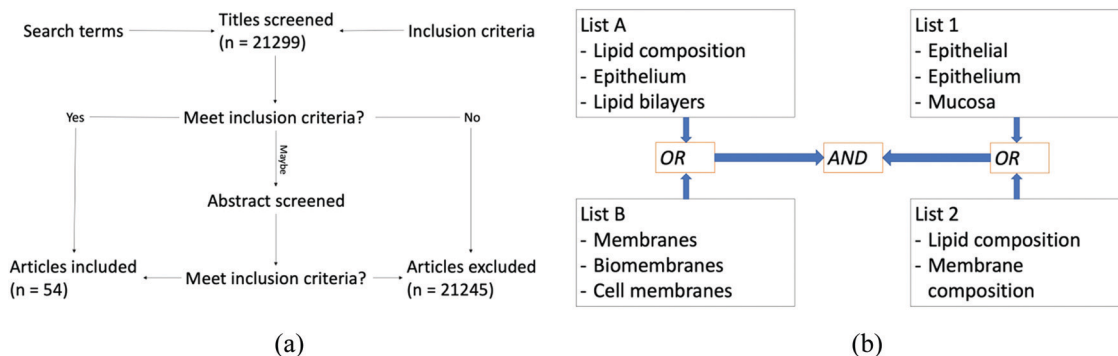 Search terms
Titles screened
(n = 21299)
Inclusion criteria
Yes
Meet inclusion criteria?
No
Maybe
Abstract screened
Articles included
(n = 54)
Meet inclusion criteria?
Articles excluded
(n = 21245)
(a)
List A
- Lipid composition
- Epithelium
- Lipid bilayers
List 1
- Epithelial
- Epithelium
- Mucosa
OR
AND
OR
List B
- Membranes
- Biomembranes
- Cell membranes
List 2
- Lipid composition
- Membrane
composition
(b)